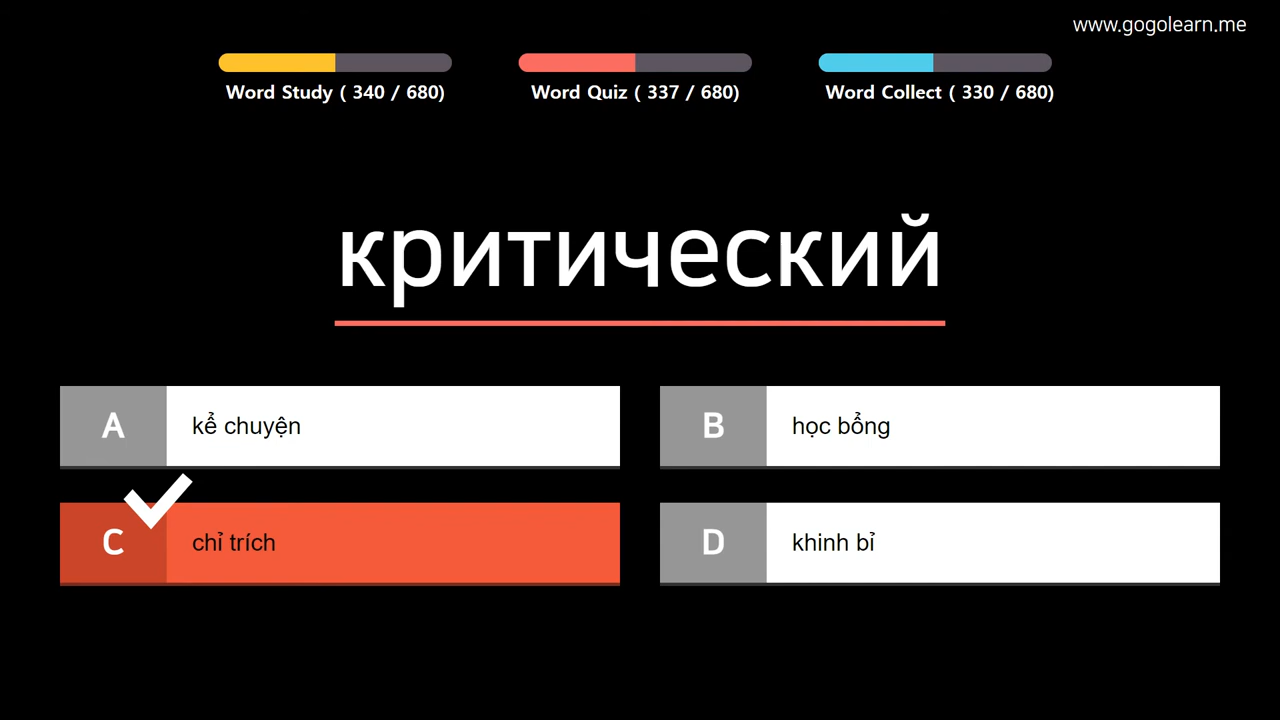 www.gogolearn.me
Word Study ( 340 / 680)
Word Quiz ( 337 / 680)
Word Collect ( 330 / 680)
критический
A kể chuyện
B học bổng
C chỉ trích
D khinh bỉ